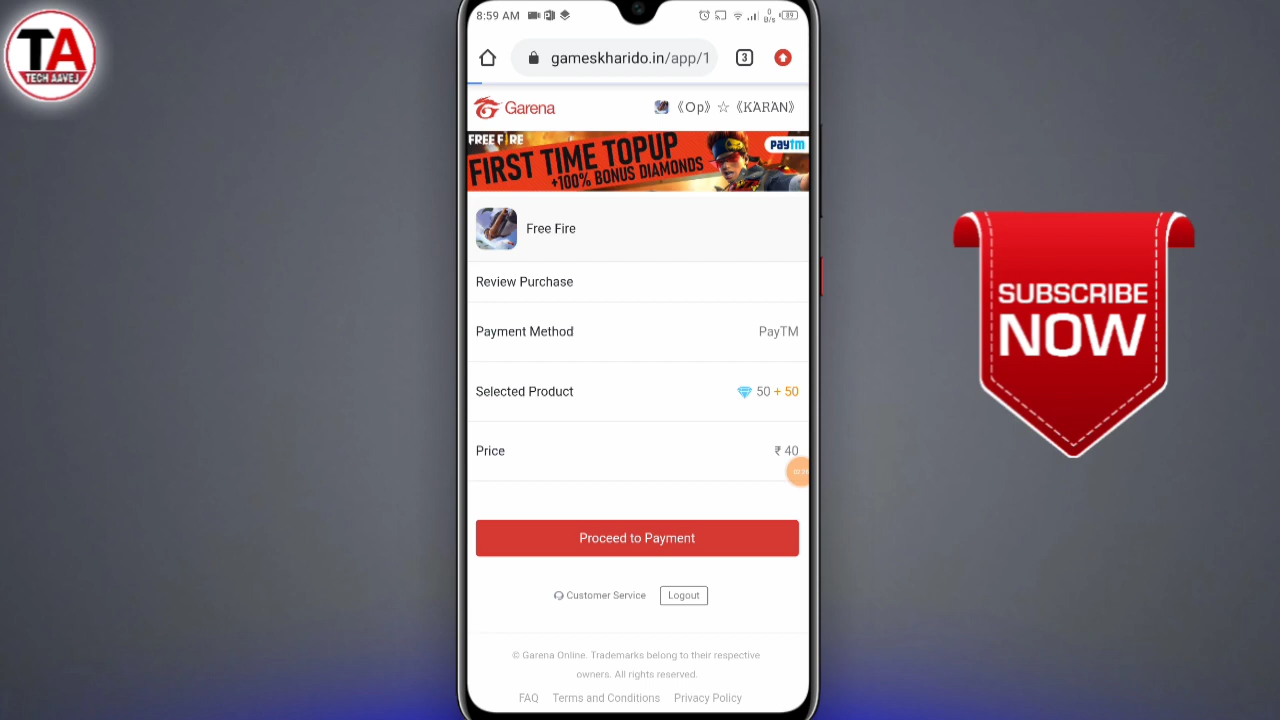 TA
TECH AAVEJ
8:59 AM
0
B/s
89
gameskharido.in/app/1
3
Garena
《Op》☆《KARAN》
FREE FIRE
FIRST TIME TOPUP
+100% BONUS DIAMONDS
paytm
Free Fire
Review Purchase
Payment Method
PayTM
Selected Product
50 + 50
Price
₹ 40
Proceed to Payment
Customer Service
Logout
© Garena Online. Trademarks belong to their respective
owners. All rights reserved.
FAQ
Terms and Conditions
Privacy Policy
SUBSCRIBE
NOW